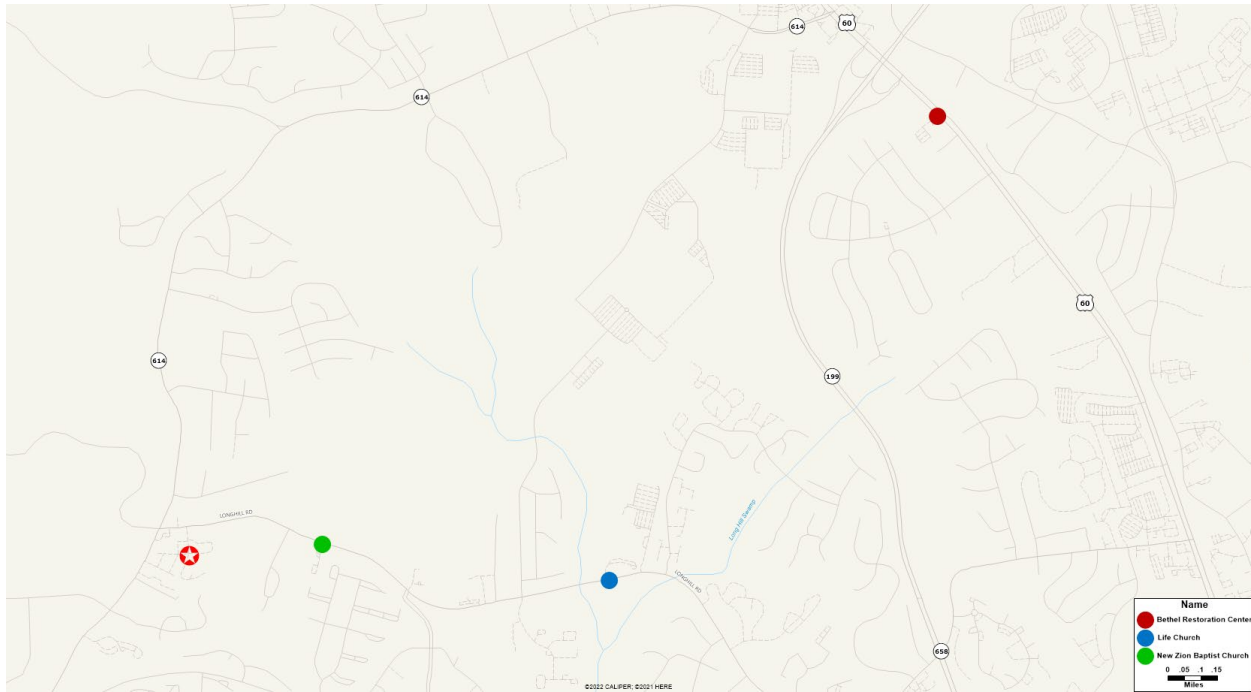 614
60
614
614
60
199
LONGHILL RD
Long Hill Swamp
LONGHILL RD
658
Name
Bethel Restoration Center
Life Church
New Zion Baptist Church
0 .05 .1 .15
Miles
©2022 CALIPER; ©2021 HERE